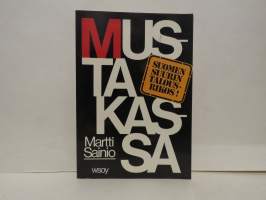 MUS-
TA
KAS-
SA
SUOMEN
SUURIN
TALOUS-
RIKOS!
Martti
Sainio
wsoy